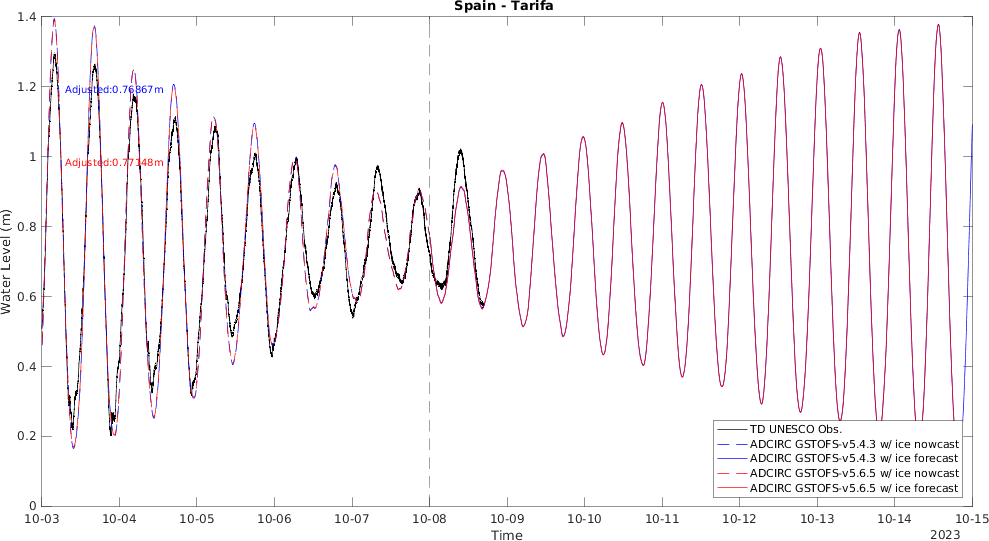 Spain - Tarifa
1.4
1.2
1
0.8
0.6
0.4
0.2
0
Water Level (m)
Adjusted:0.76867m
Adjusted:0.77148m
TD UNESCO Obs.
ADCIRC GSTOFS-v5.4.3 w/ ice nowcast
ADCIRC GSTOFS-v5.4.3 w/ ice forecast
ADCIRC GSTOFS-v5.6.5 w/ ice nowcast
ADCIRC GSTOFS-v5.6.5 w/ ice forecast
10-03 10-04 10-05 10-06 10-07 10-08 10-09 10-10 10-11 10-12 10-13 10-14 10-15
Time
2023